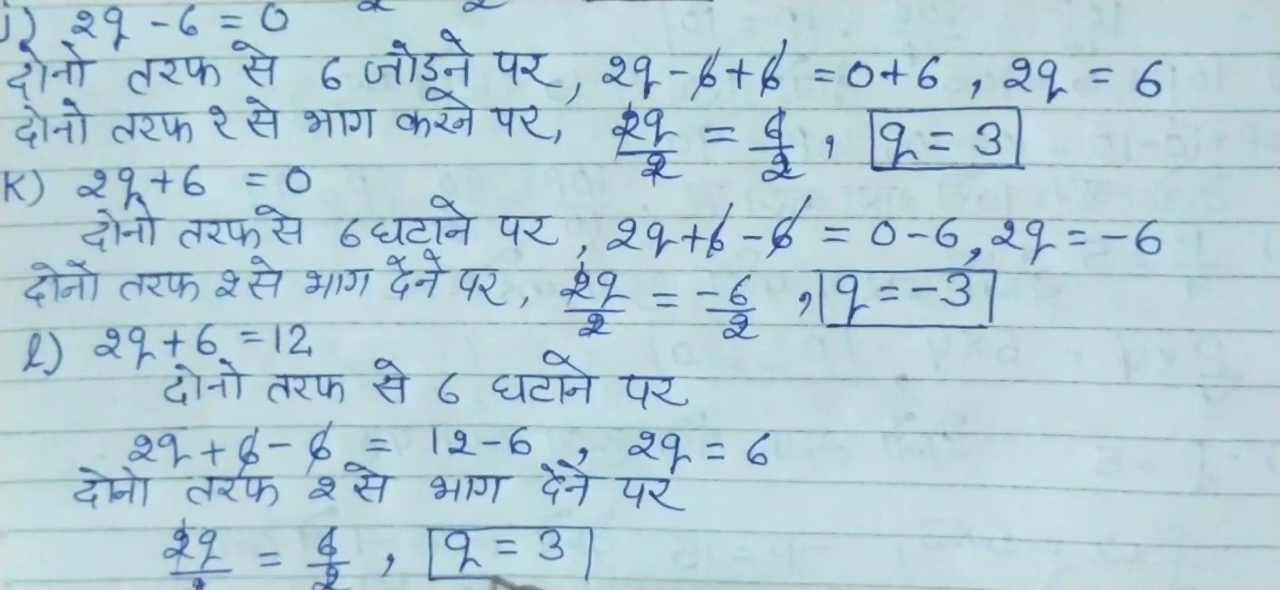 j) 2q - 6 = 0
दोनो तरफ से 6 जोड़ने पर, 2q - 6 + 6 = 0 + 6 , 2q = 6
दोनो तरफ 2 से भाग करने पर, 2q/2 = 6/2 , q = 3
K) 2q + 6 = 0
दोनो तरफ से 6 घटाने पर , 2q + 6 - 6 = 0 - 6, 2q = -6
दोनों तरफ 2 से भाग देने पर, 2q/2 = -6/2 , q = -3
l) 2q + 6 = 12
दोनो तरफ से 6 घटाने पर
2q + 6 - 6 = 12 - 6 , 2q = 6
दोनो तरफ 2 से भाग देने पर
2q/2 = 6/2 , q = 3